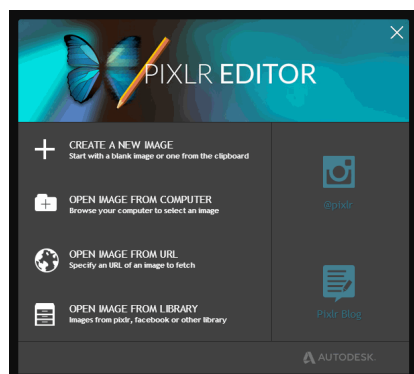 PIXLR EDITOR
CREATE A NEW IMAGE
Start with a blank image or one from the clipboard
OPEN IMAGE FROM COMPUTER
Browse your computer to select an image
OPEN IMAGE FROM URL
Specify an URL of an image to fetch
OPEN IMAGE FROM LIBRARY
Images from pixlr, facebook or other library
@pixlr
Pixlr Blog
AUTODESK.